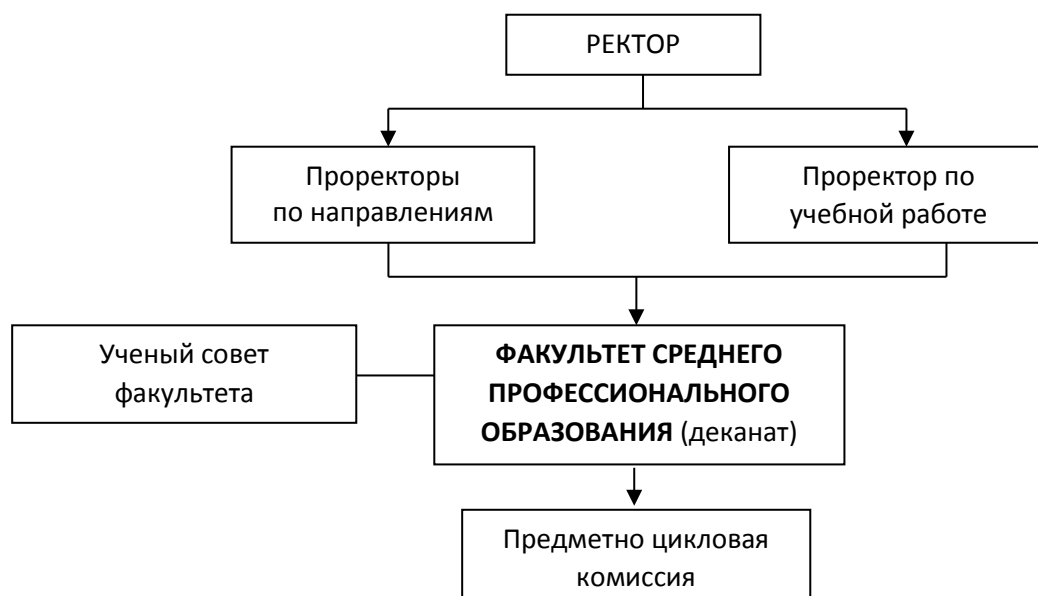 РЕКТОР
Проректоры
по направлениям
Проректор по
учебной работе
Ученый совет
факультета
ФАКУЛЬТЕТ СРЕДНЕГО
ПРОФЕССИОНАЛЬНОГО
ОБРАЗОВАНИЯ (деканат)
Предметно цикловая
комиссия